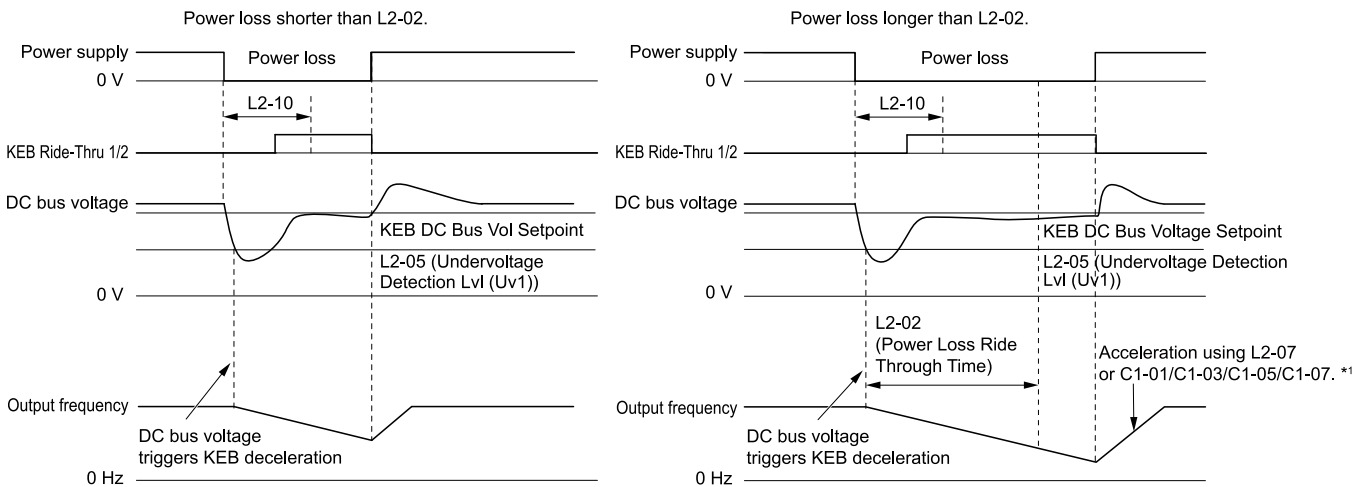 Power loss shorter than L2-02.
Power supply
Power loss
0 V
L2-10
KEB Ride-Thru 1/2
DC bus voltage
KEB DC Bus Vol Setpoint
L2-05 (Undervoltage
Detection Lvl (Uv1))
0 V
Output frequency
DC bus voltage
triggers KEB deceleration
0 Hz
Power loss longer than L2-02.
Power supply
Power loss
0 V
L2-10
KEB Ride-Thru 1/2
DC bus voltage
KEB DC Bus Voltage Setpoint
L2-05 (Undervoltage Detection
Lvl (Uv1))
0 V
L2-02
(Power Loss Ride
Through Time)
Acceleration using L2-07
or C1-01/C1-03/C1-05/C1-07. *1
Output frequency
DC bus voltage
triggers KEB deceleration
0 Hz